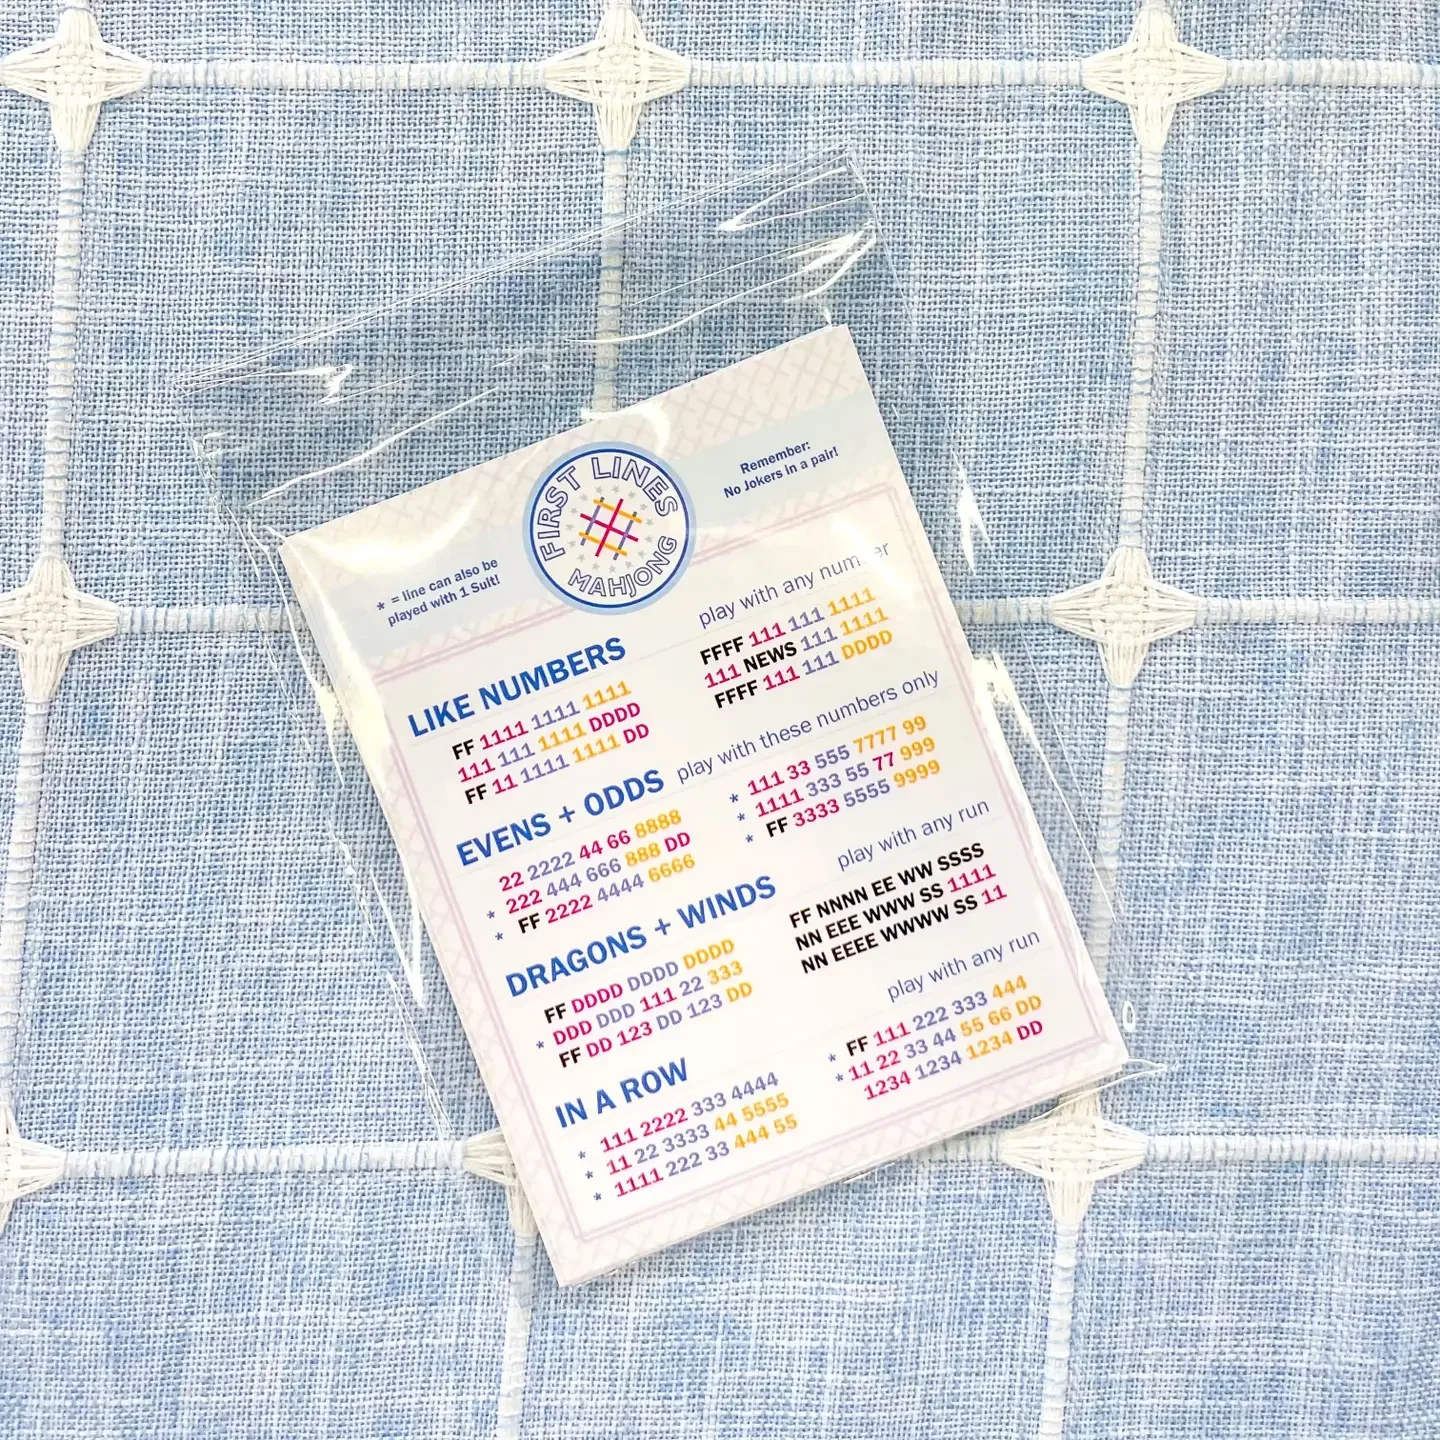 FIRST LINES
MAHJONG
* = line can also be
played with 1 Suit!
Remember:
No Jokers in a pair!
LIKE NUMBERS
play with any number
FF 1111 1111 1111
111 111 1111 DDDD
FF 11 1111 1111 DD
FFFF 111 111 1111
111 NEWS 111 1111
FFFF 111 111 DDDD
EVENS + ODDS
play with these numbers only
22 2222 44 66 8888
* 222 444 666 888 DD
* FF 2222 4444 6666
* 111 33 555 7777 99
* 1111 333 55 77 999
* FF 3333 5555 9999
DRAGONS + WINDS
play with any run
FF DDDD DDDD DDDD
* DDD DDD 111 22 333
FF DD 123 DD 123 DD
FF NNNN EE WW SSSS
NN EEE WWW SS 1111
NN EEEE WWWW SS 11
IN A ROW
play with any run
* 111 2222 333 4444
* 11 22 3333 44 5555
* 1111 222 33 444 55
* FF 111 222 333 444
* 11 22 33 44 55 66 DD
1234 1234 1234 DD